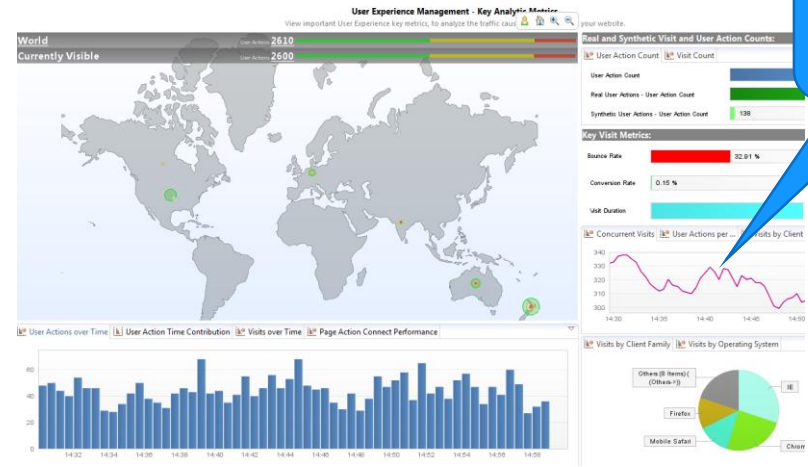 User Experience Management - Key Analytic Metrics
View important User Experience key metrics, to analyze the traffic caus
your website.
World User Actions 2610
Currently Visible User Actions 2600
Real and Synthetic Visit and User Action Counts:
User Action Count Visit Count
User Action Count
Real User Actions - User Action Count
Synthetic User Actions - User Action Count 138
Key Visit Metrics:
Bounce Rate 32.91 %
Conversion Rate 0.15 %
Visit Duration
Concurrent Visits User Actions per ... Visits by Client
340
330
320
310
300
14:30 14:35 14:40 14:45 14:50
User Actions over Time User Action Time Contribution Visits over Time Page Action Connect Performance
60
40
20
0
14:32 14:34 14:36 14:38 14:40 14:42 14:44 14:46 14:48 14:50 14:52 14:54 14:56 14:58
Visits by Client Family Visits by Operating System
Others (8 items) (
(Others->))
IE
Firefox
Mobile Safari
Chrom